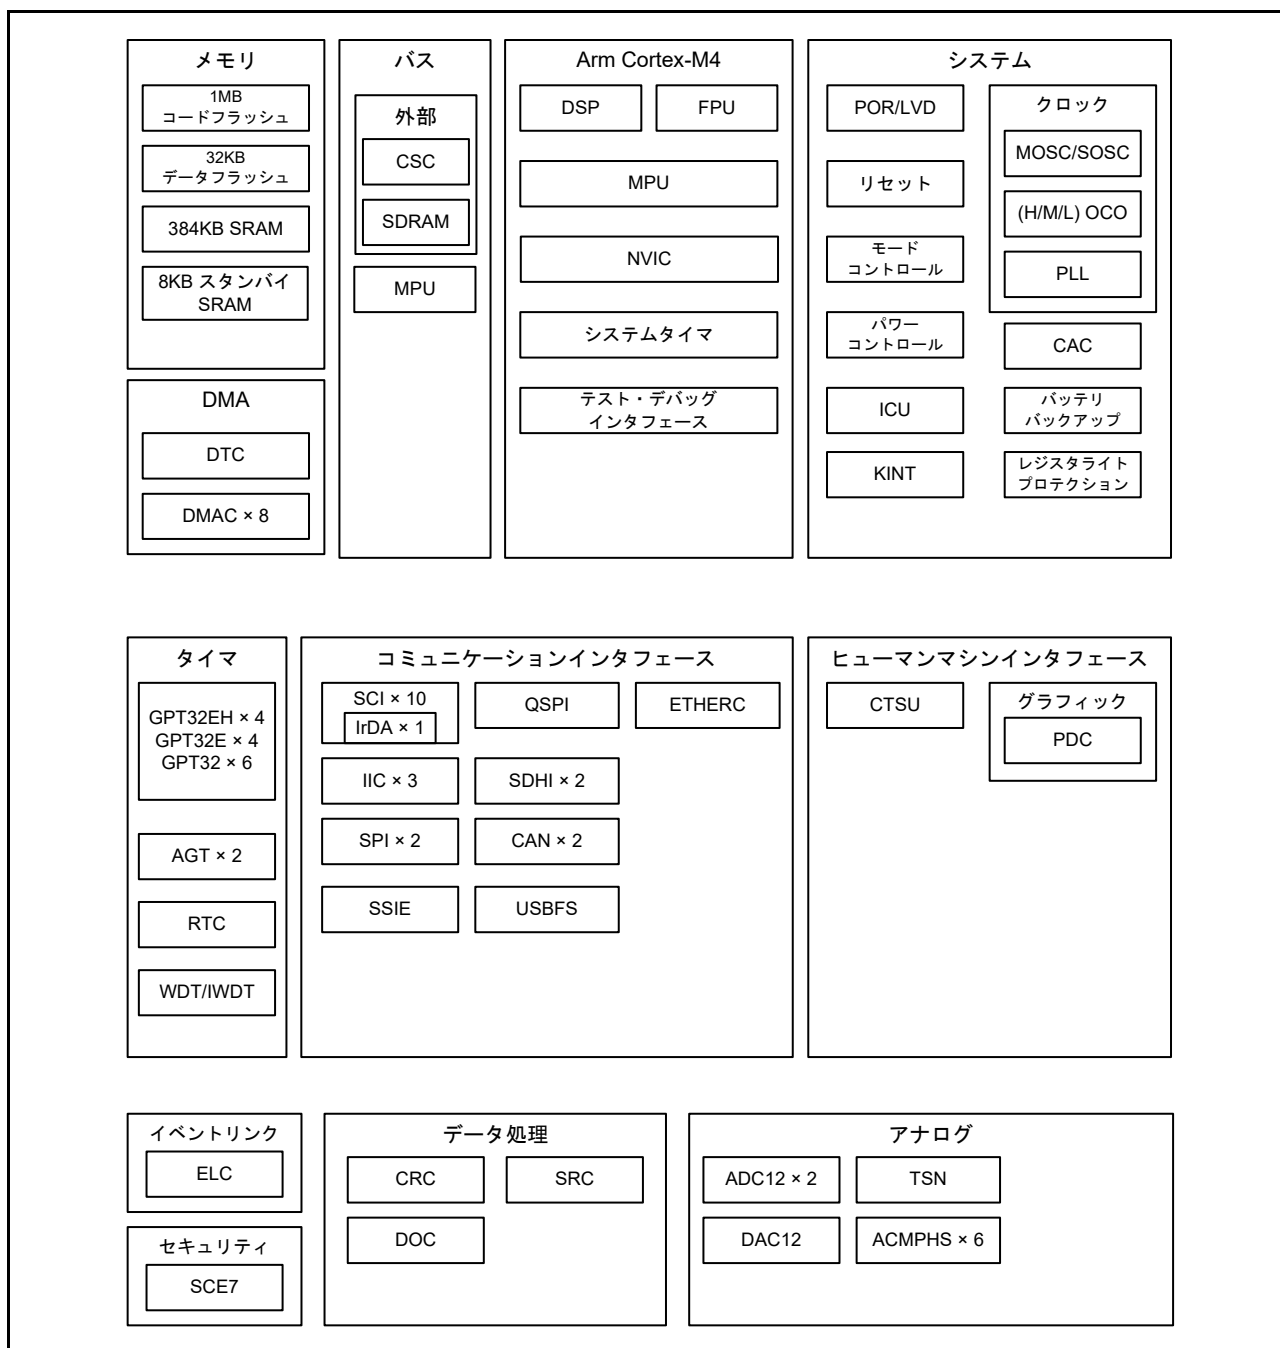 メモリ
1MB
コードフラッシュ
32KB
データフラッシュ
384KB SRAM
8KB スタンバイ
SRAM
DMA
DTC
DMAC × 8
バス
外部
CSC
SDRAM
MPU
Arm Cortex-M4
DSP
FPU
MPU
NVIC
システムタイマ
テスト・デバッグ
インタフェース
システム
POR/LVD
リセット
モード
コントロール
パワー
コントロール
ICU
KINT
クロック
MOSC/SOSC
(H/M/L) OCO
PLL
CAC
バッテリ
バックアップ
レジスタライト
プロテクション
タイマ
GPT32EH × 4
GPT32E × 4
GPT32 × 6
AGT × 2
RTC
WDT/IWDT
コミュニケーションインタフェース
SCI × 10
IrDA × 1
IIC × 3
SPI × 2
SSIE
QSPI
SDHI × 2
CAN × 2
USBFS
ETHERC
ヒューマンマシンインタフェース
CTSU
グラフィック
PDC
イベントリンク
ELC
セキュリティ
SCE7
データ処理
CRC
SRC
DOC
アナログ
ADC12 × 2
TSN
DAC12
ACMPHS × 6